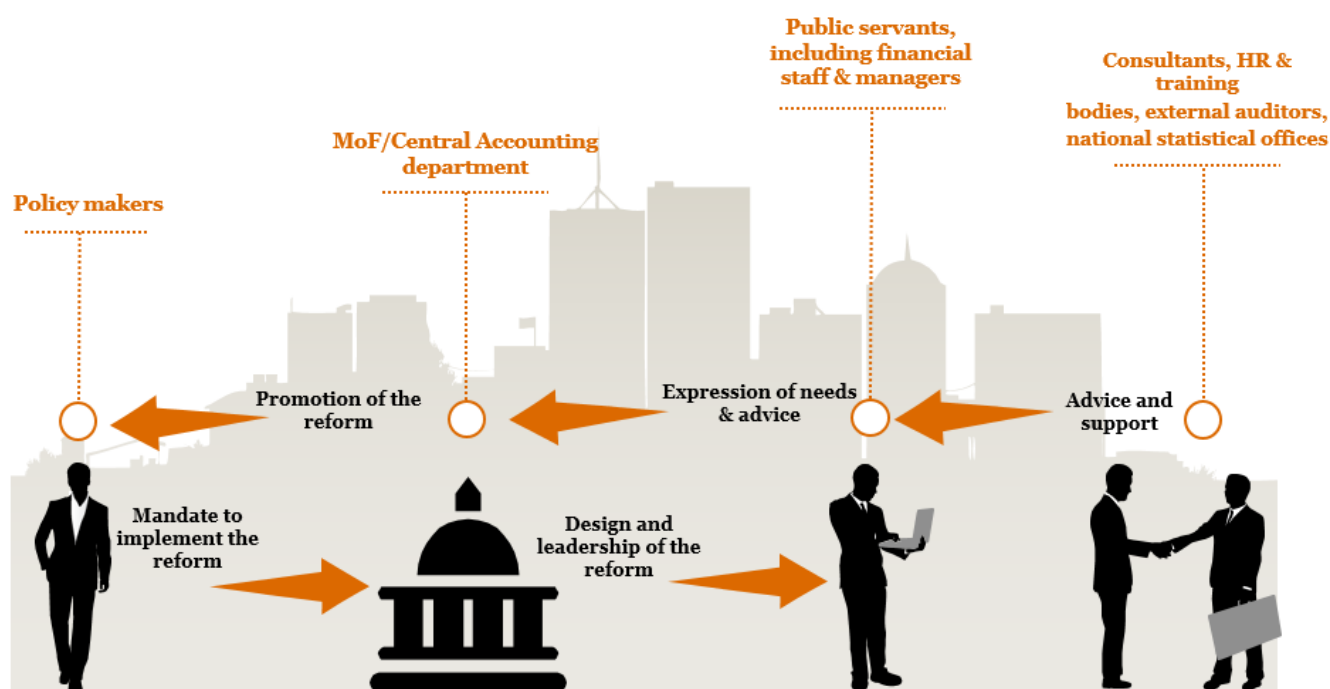 Public servants,
including financial
staff & managers
Consultants, HR &
training
bodies, external auditors,
national statistical offices
MoF/Central Accounting
department
Policy makers
Promotion of the
reform
Expression of needs
& advice
Advice and
support
Mandate to
implement the
reform
Design and
leadership of the
reform